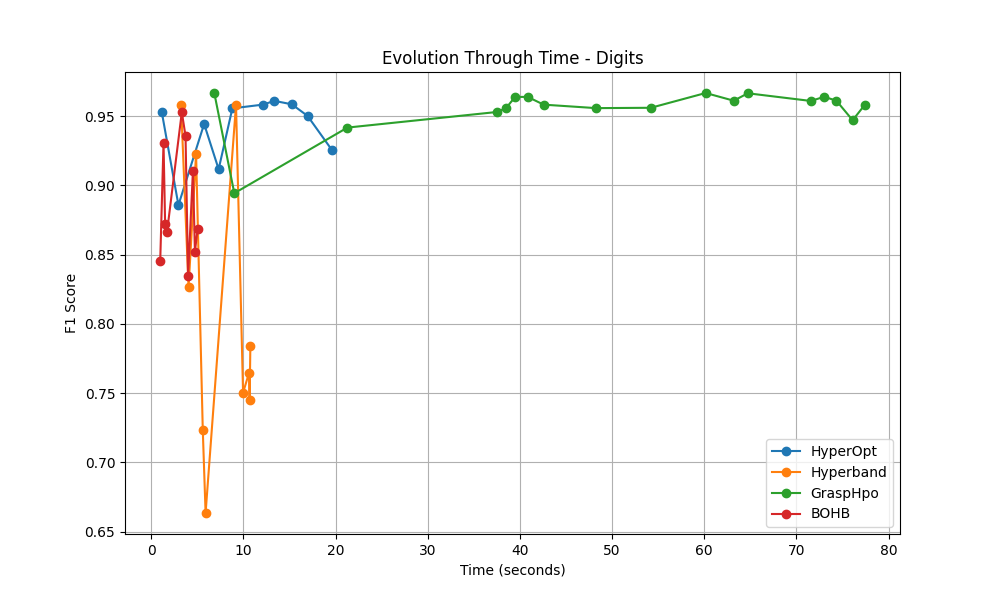 Evolution Through Time - Digits
F1 Score
0.95
0.90
0.85
0.80
0.75
0.70
0.65
0 10 20 30 40 50 60 70 80
Time (seconds)
HyperOpt
Hyperband
GraspHpo
BOHB